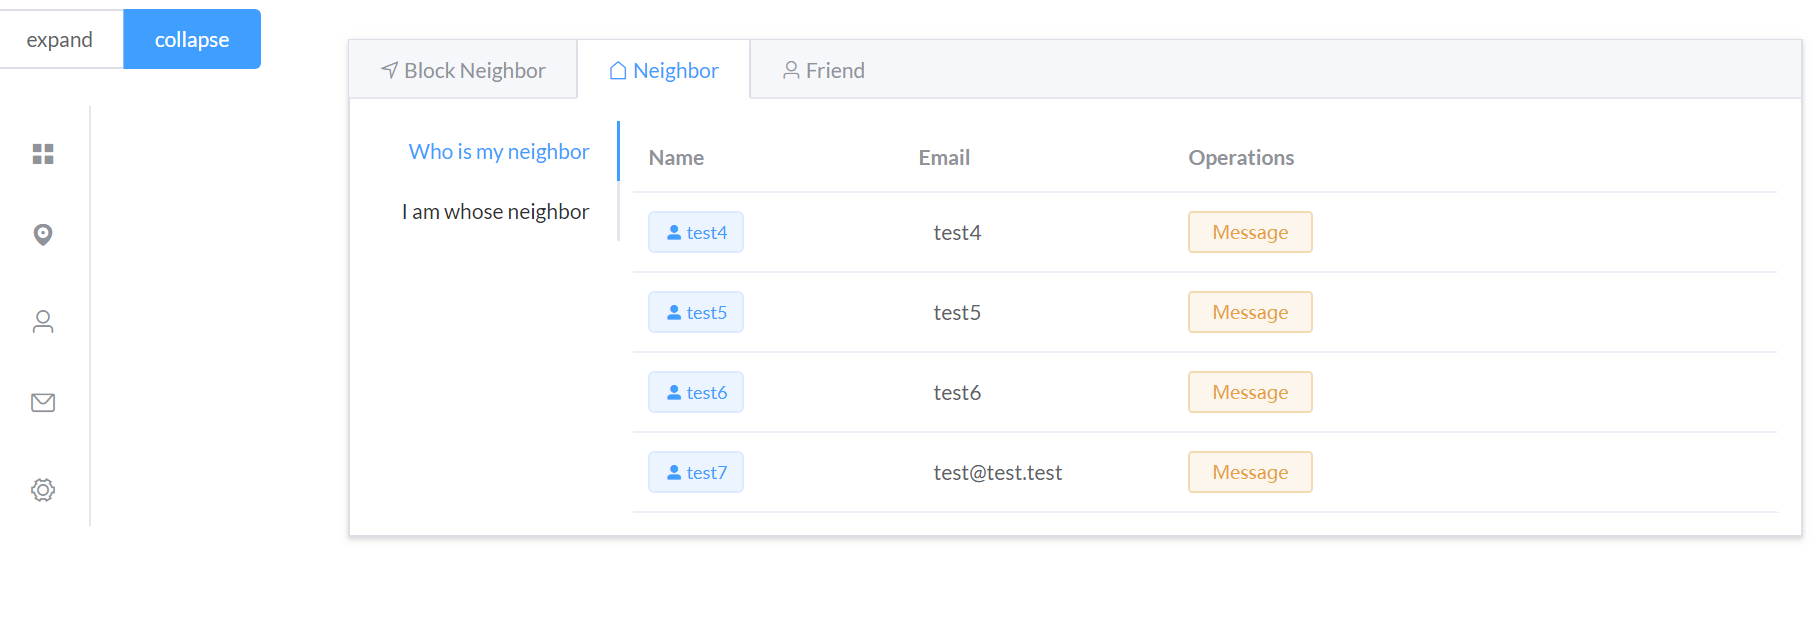 expand collapse
Block Neighbor Neighbor Friend
Who is my neighbor
I am whose neighbor
Name Email Operations
test4 test4 Message
test5 test5 Message
test6 test6 Message
test7 test@test.test Message